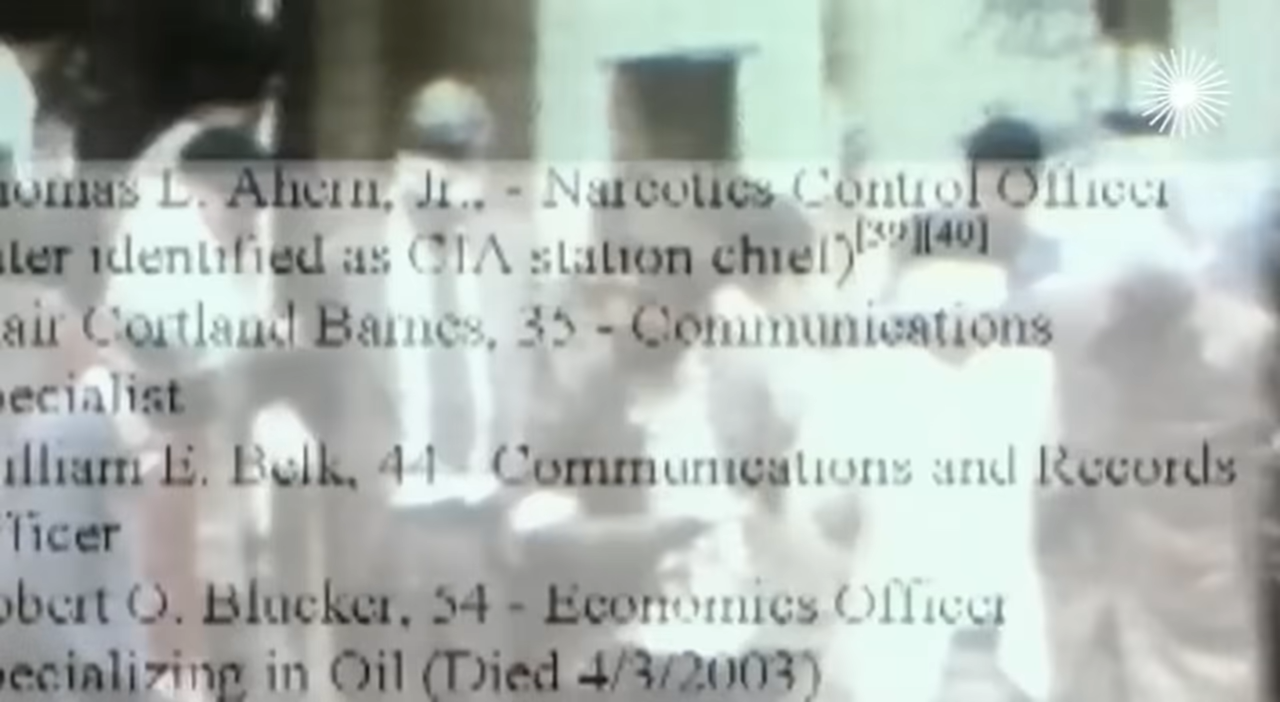 homas L. Ahern, Jr., - Narcotics Control Officer
ater identified as CIA station chief)[39][40]
air Cortland Barnes, 35 - Communications
pecialist
illiam E. Belk, 44 - Communications and Records
fficer
obert O. Blucker, 54 - Economics Officer
pecializing in Oil (Died 4/3/2003)